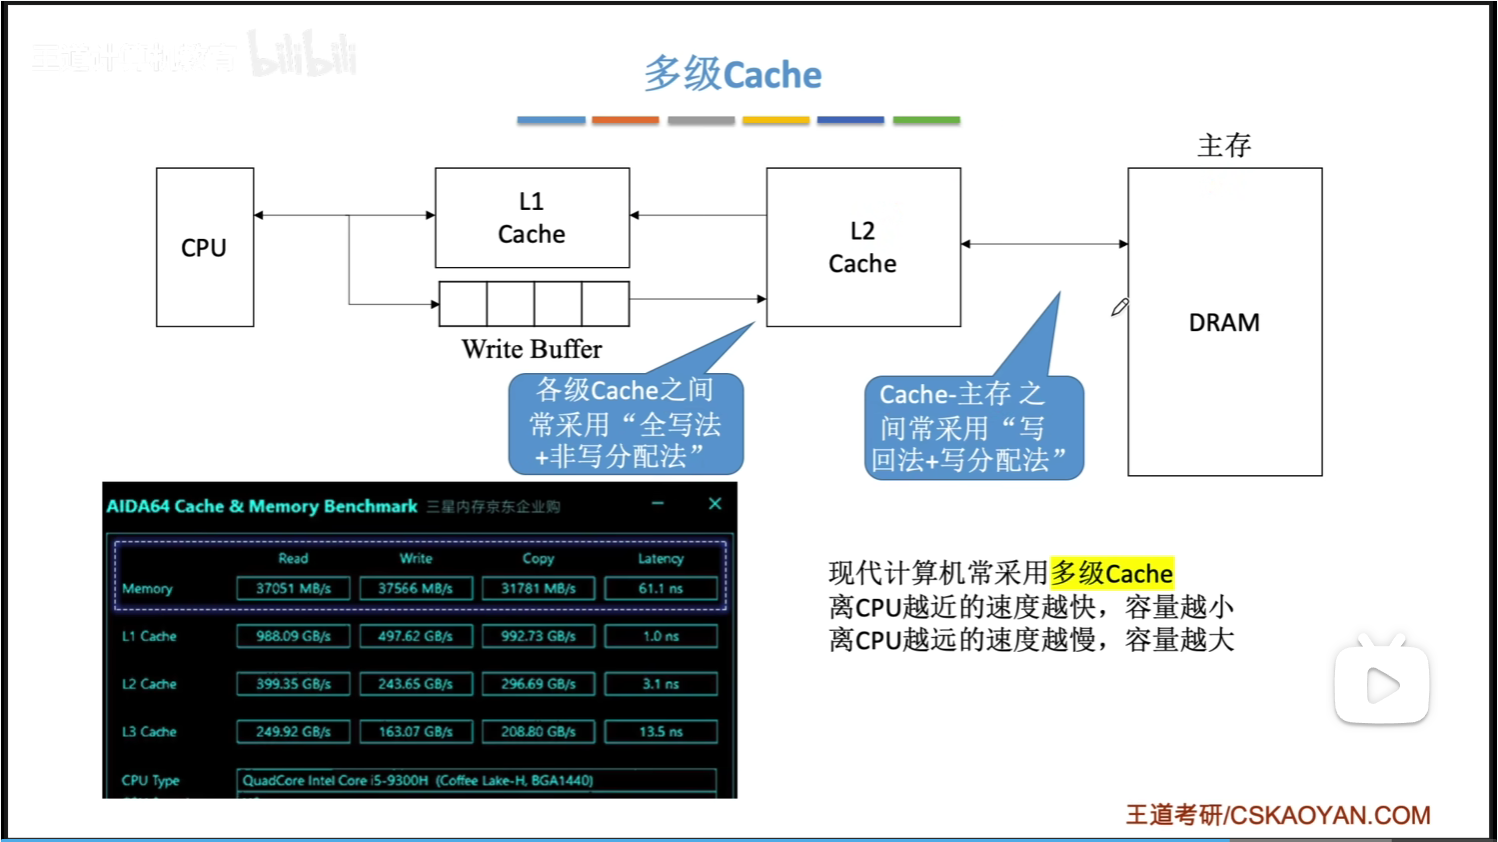 王道计算机教育 bilibili
多级Cache
主存
CPU
L1
Cache
L2
Cache
DRAM
Write Buffer
各级Cache之间
常采用“全写法
+非写分配法”
Cache-主存 之
间常采用“写
回法+写分配法”
AIDA64 Cache & Memory Benchmark 三星内存京东企业购
Read Write Copy Latency
Memory 37051 MB/s 37566 MB/s 31781 MB/s 61.1 ns
L1 Cache 988.09 GB/s 497.62 GB/s 992.73 GB/s 1.0 ns
L2 Cache 399.35 GB/s 243.65 GB/s 296.69 GB/s 3.1 ns
L3 Cache 249.92 GB/s 163.07 GB/s 208.80 GB/s 13.5 ns
CPU Type QuadCore Intel Core i5-9300H (Coffee Lake-H, BGA1440)
现代计算机常采用多级Cache
离CPU越近的速度越快，容量越小
离CPU越远的速度越慢，容量越大
王道考研/CSKAOYAN.COM